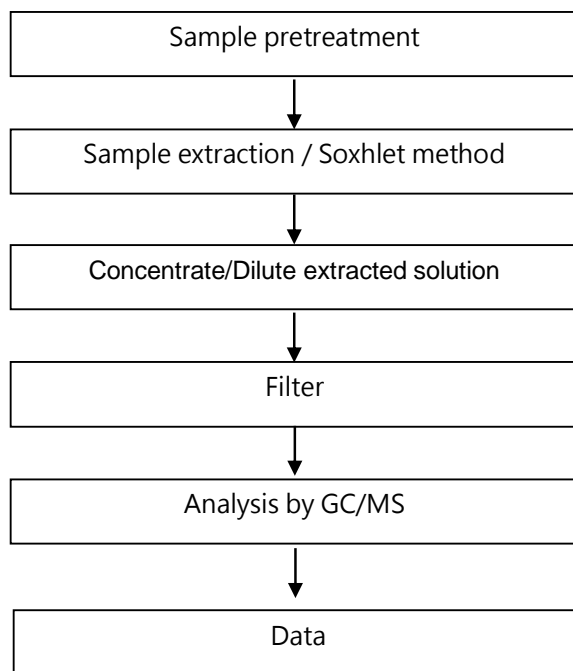 Sample pretreatment
Sample extraction / Soxhlet method
Concentrate/Dilute extracted solution
Filter
Analysis by GC/MS
Data